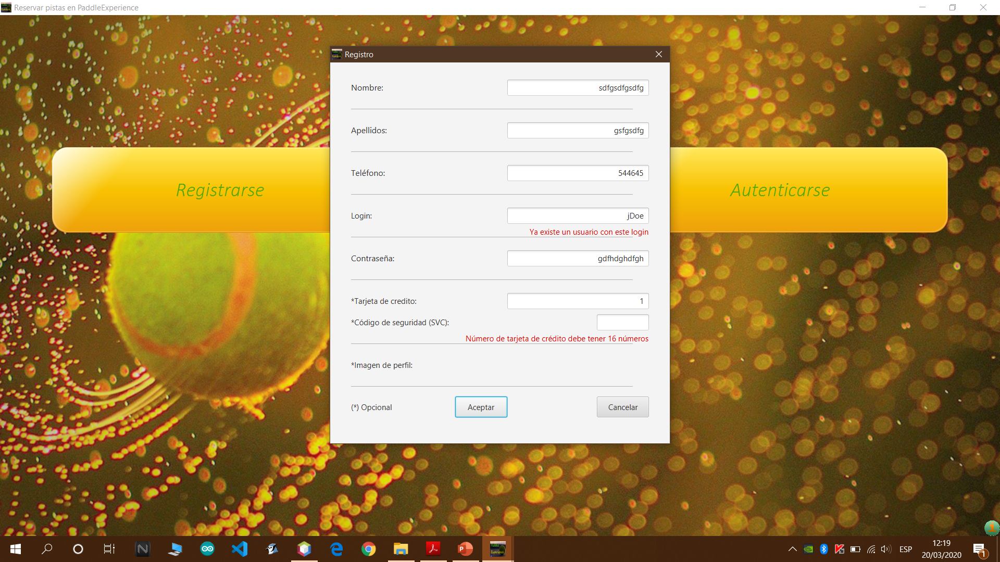 Reservar pistas en PaddleExperience
Registro
Nombre:
sdfgsdfgsdfg
Apellidos:
gsfgsdfg
Teléfono:
544645
Registrarse
Autenticarse
Login:
jDoe
Ya existe un usuario con este login
Contraseña:
gdfhdghdfgh
*Tarjeta de credito:
1
*Código de seguridad (SVC):
Número de tarjeta de crédito debe tener 16 números
*Imagen de perfil:
(*) Opcional
Aceptar
Cancelar
1
ESP
12:19
20/03/2020
1